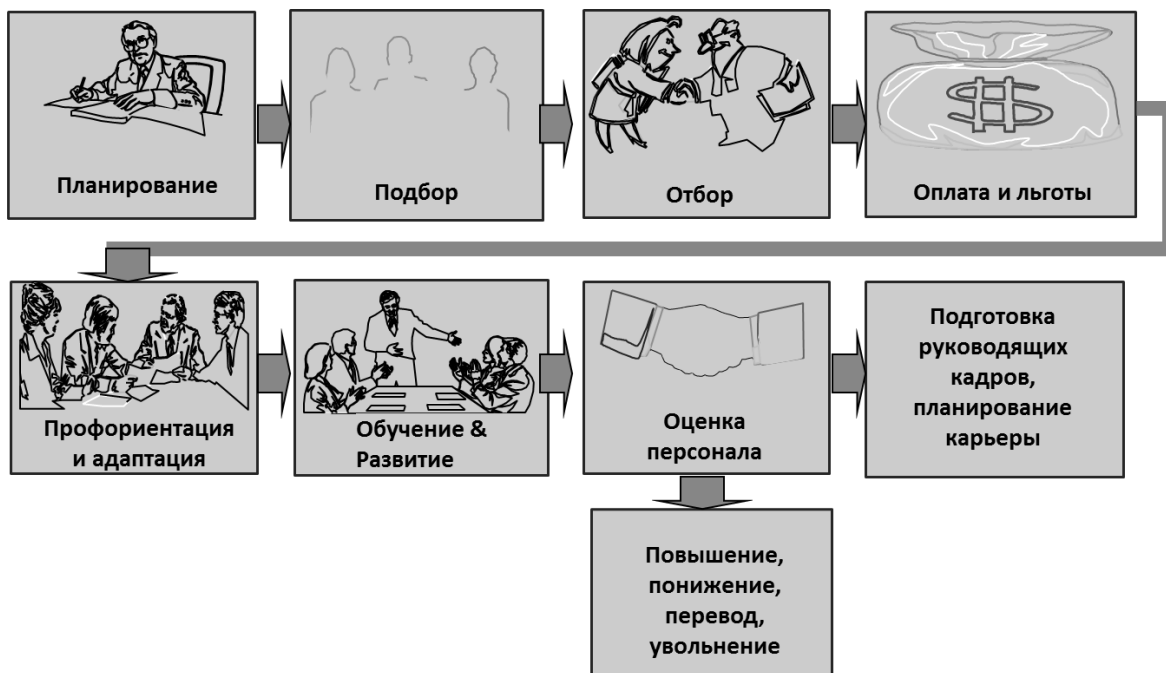 Планирование
Подбор
Отбор
Оплата и льготы
Профориентация
и адаптация
Обучение &
Развитие
Оценка
персонала
Подготовка
руководящих
кадров,
планирование
карьеры
Повышение,
понижение,
перевод,
увольнение